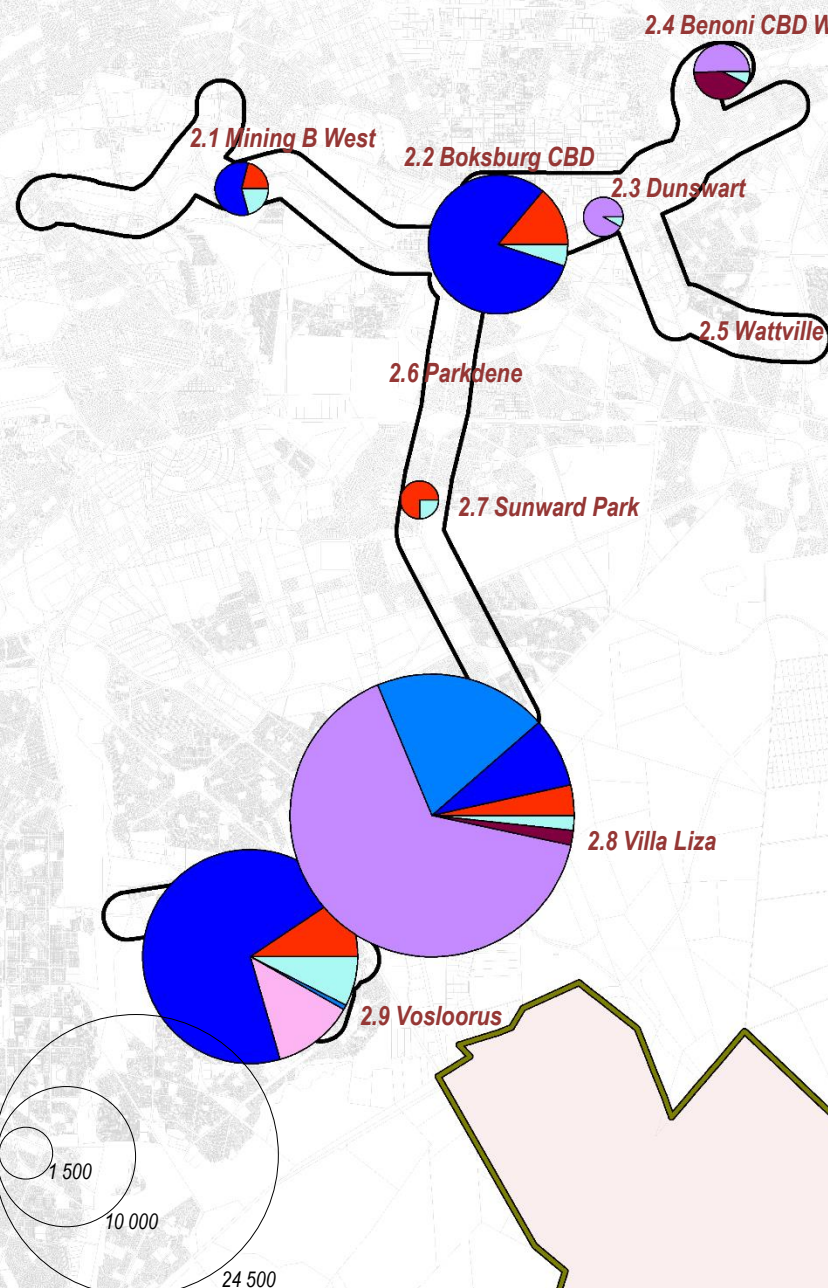 2.4 Benoni CBD W
2.1 Mining B West
2.2 Boksburg CBD
2.3 Dunswart
2.5 Wattville
2.6 Parkdene
2.7 Sunward Park
2.8 Villa Liza
2.9 Vosloorus
1 500
10 000
24 500